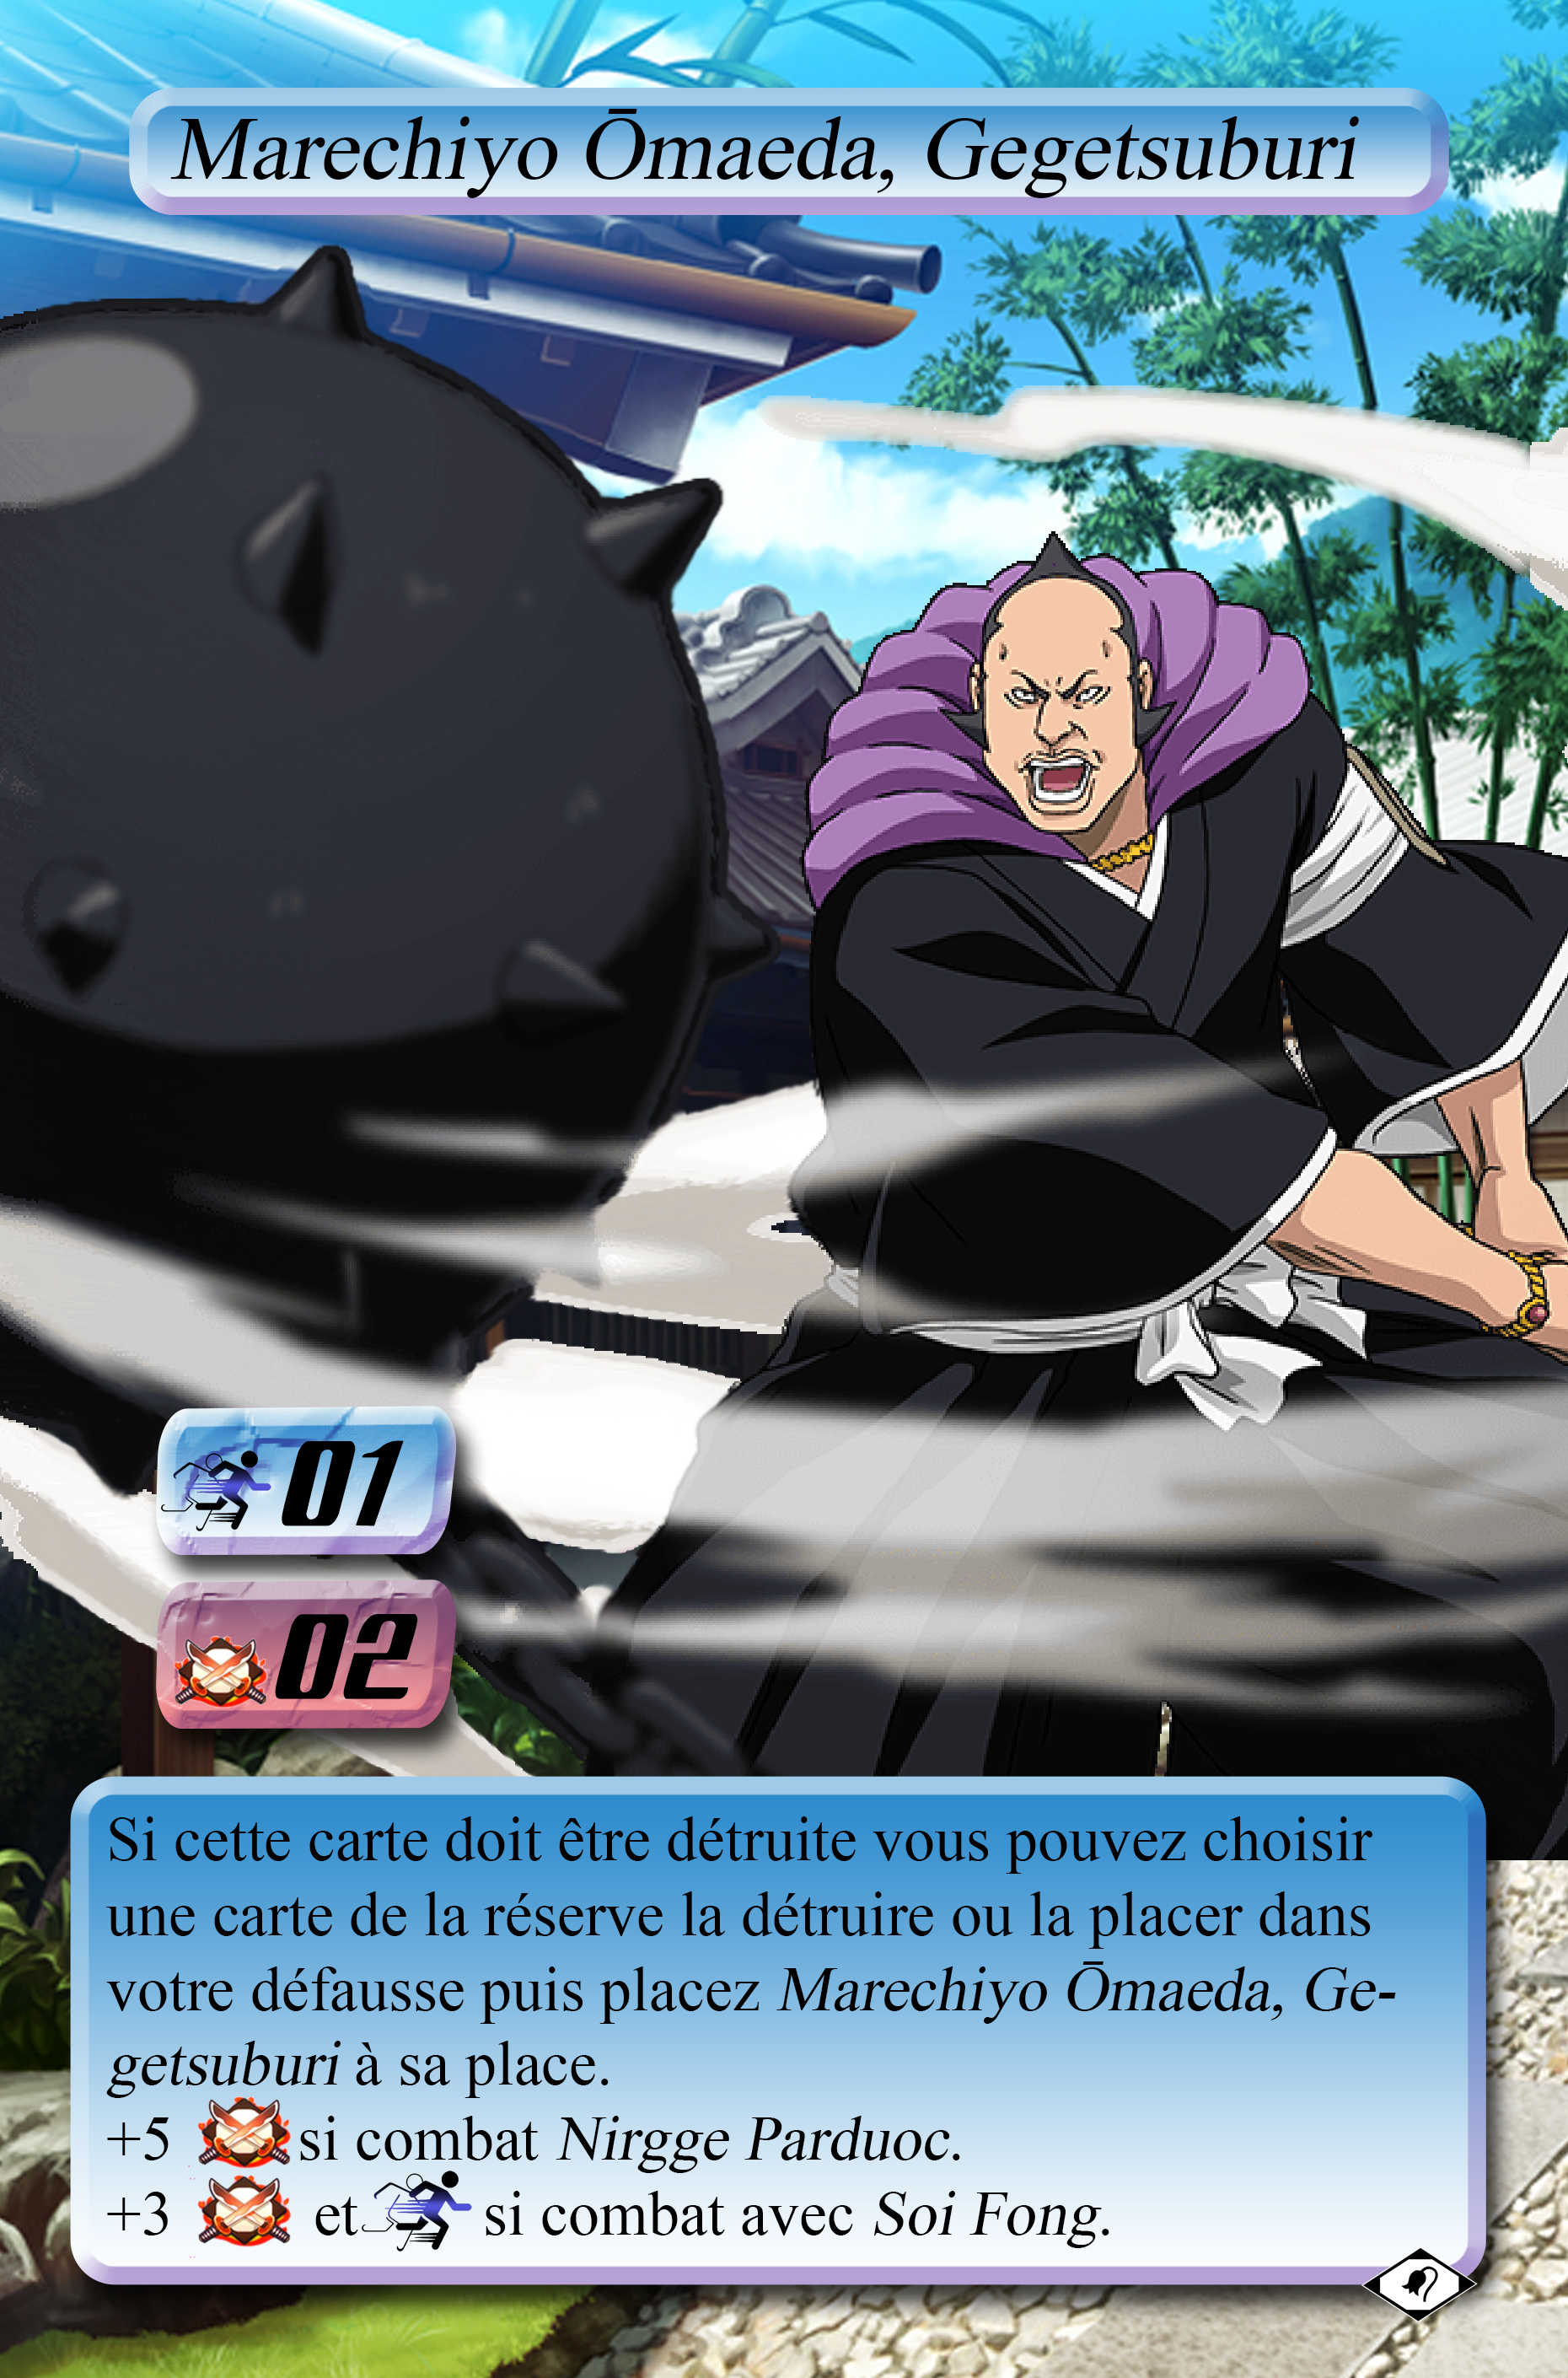 Marechiyo Ōmaeda, Gegetsuburi
01
02
Si cette carte doit être détruite vous pouvez choisir
une carte de la réserve la détruire ou la placer dans
votre défausse puis placez Marechiyo Ōmaeda, Ge-
getsuburi à sa place.
+5 si combat Nirgge Parduoc.
+3 et si combat avec Soi Fong.